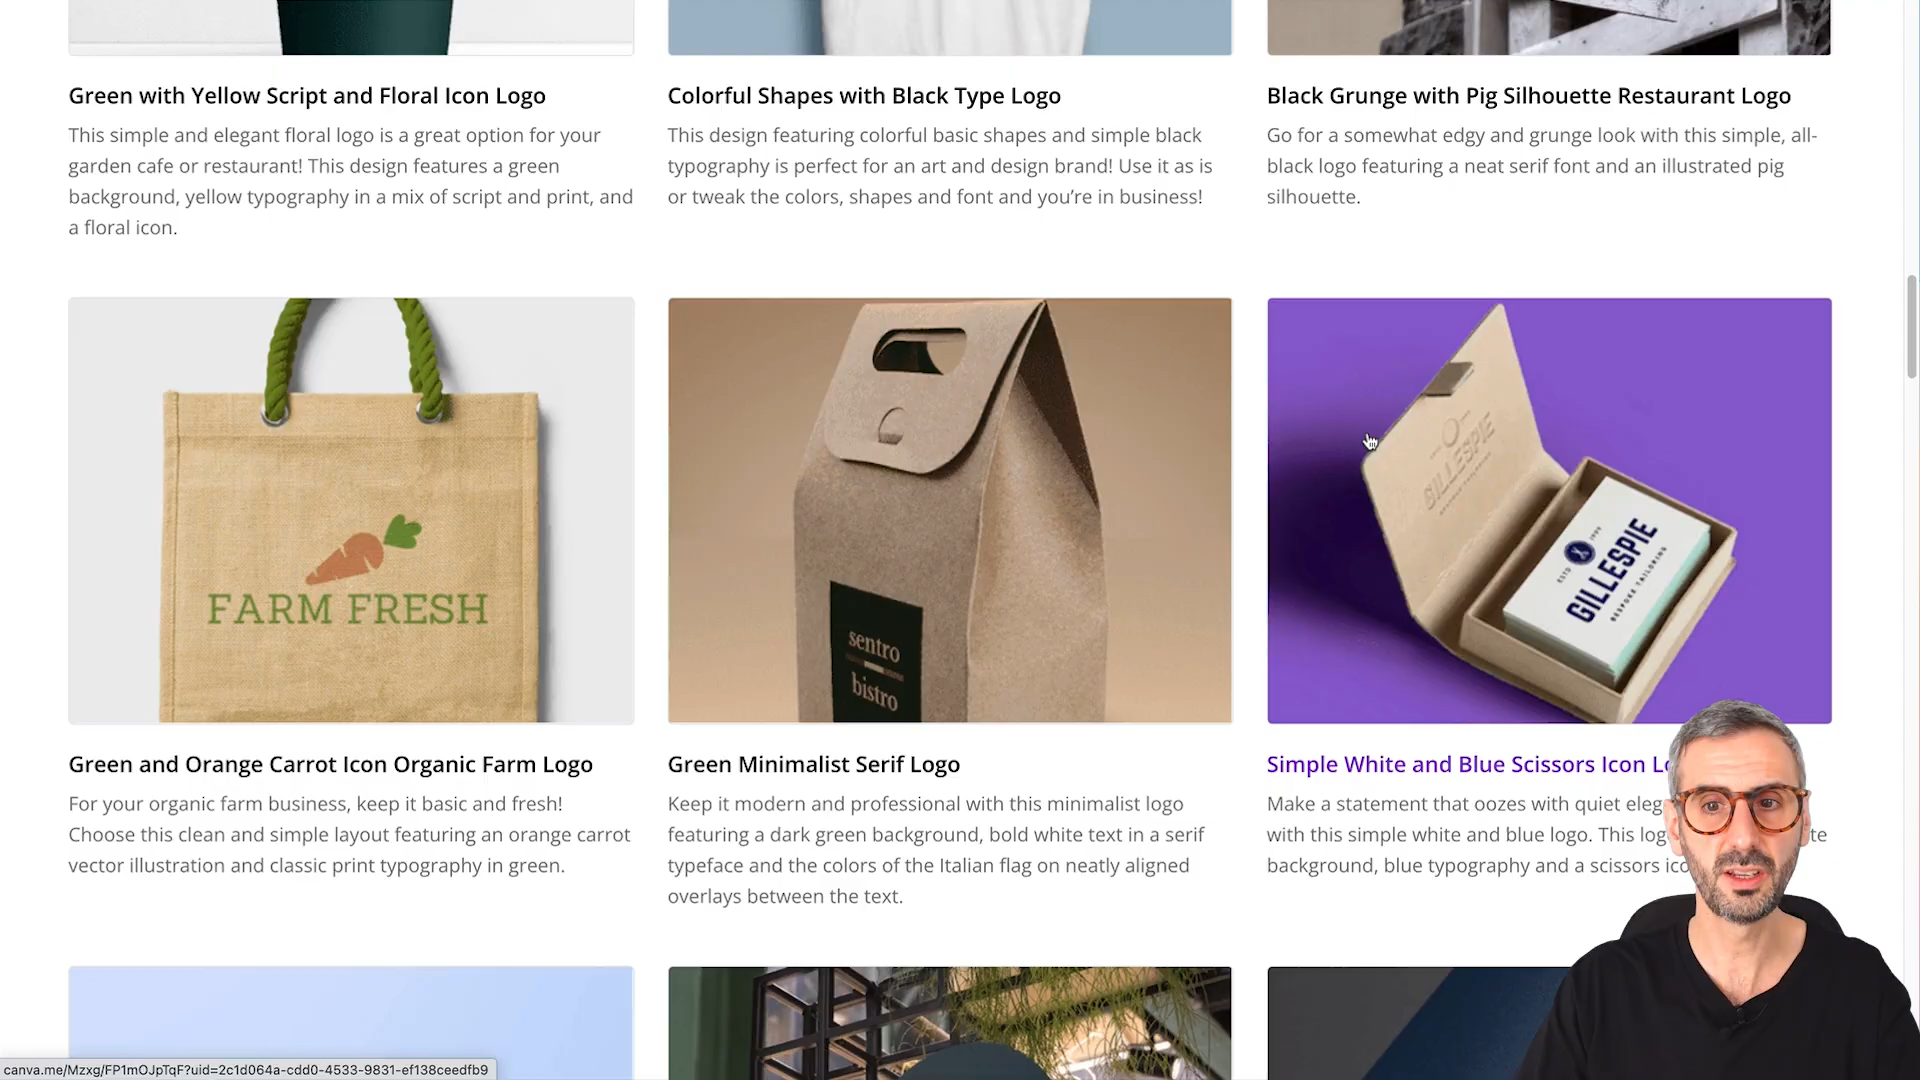 Green with Yellow Script and Floral Icon Logo
This simple and elegant floral logo is a great option for your
garden cafe or restaurant! This design features a green
background, yellow typography in a mix of script and print, and
a floral icon.
Colorful Shapes with Black Type Logo
This design featuring colorful basic shapes and simple black
typography is perfect for an art and design brand! Use it as is
or tweak the colors, shapes and font and you’re in business!
Black Grunge with Pig Silhouette Restaurant Logo
Go for a somewhat edgy and grunge look with this simple, all-
black logo featuring a neat serif font and an illustrated pig
silhouette.
FARM FRESH
sentro
bistro
GILLESPIE
BESPOKE TAILORING
ESTD
GILLESPIE
BESPOKE TAILORING
Green and Orange Carrot Icon Organic Farm Logo
For your organic farm business, keep it basic and fresh!
Choose this clean and simple layout featuring an orange carrot
vector illustration and classic print typography in green.
Green Minimalist Serif Logo
Keep it modern and professional with this minimalist logo
featuring a dark green background, bold white text in a serif
typeface and the colors of the Italian flag on neatly aligned
overlays between the text.
Simple White and Blue Scissors Icon
Make a statement that oozes with quiet
with this simple white and blue logo. This
background, blue typography and a scissors
canva.me/Mzxg/FP1mOJpTqF?uid=2c1d064a-cdd0-4533-9831-ef138ceedfb9